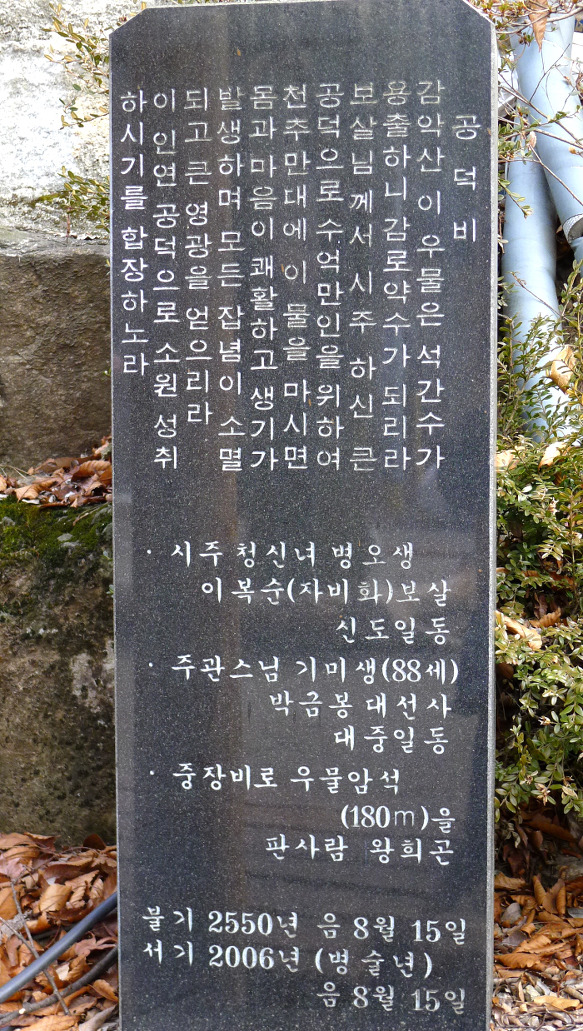 공덕비
감악산 이 우물은 석간수가
용출하니 감로약수가 되리라
보살님께서 시주 하신 큰
공덕으로 수억만인을 위하여
천추만대에 이 물을 마시면
몸과 마음이 쾌활하고 생기가
발생하며 모든 잡념이 소멸
되고 큰 영광을 얻으리라
이 인연 공덕으로 소원 성취
하시기를 합장하노라
· 시주 청신녀 병오생
이복순(자비화)보살
신도일동
· 주관스님 기미생(88세)
박금봉대선사
대중일동
· 중장비로 우물암석
(180m)을
판사람 왕희곤
불기 2550년 음 8월 15일
서기 2006년 (병술년)
음 8월 15일